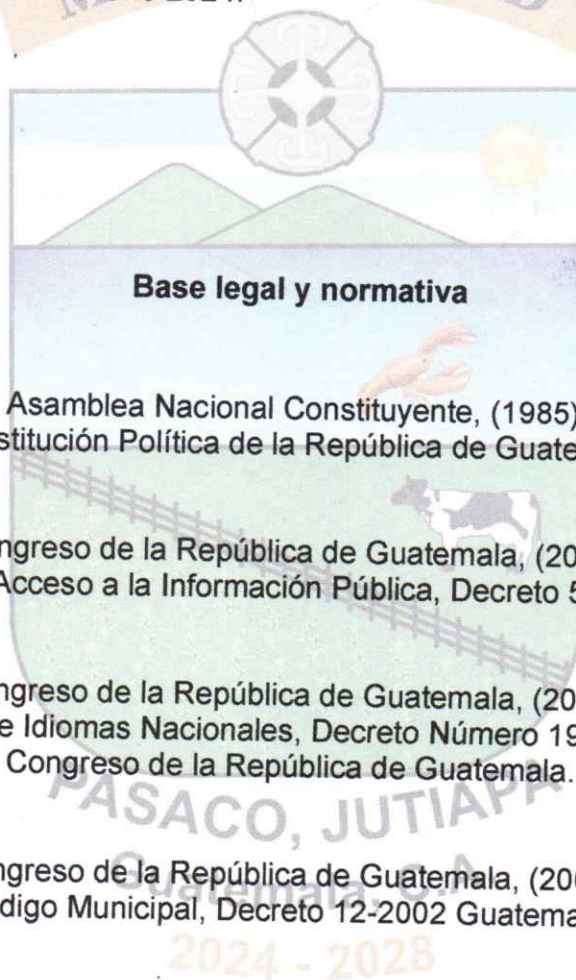 Base legal y normativa
Asamblea Nacional Constituyente, (1985)
stitución Política de la República de Guate
ngreso de la República de Guatemala, (20
Acceso a la Información Pública, Decreto 5
ngreso de la República de Guatemala, (20
e Idiomas Nacionales, Decreto Número 19
Congreso de la República de Guatemala.
PASACO, JUTIAPA
ngreso de la República de Guatemala, (20
Guatemala, C.A
digo Municipal, Decreto 12-2002 Guatema
2024 - 2028